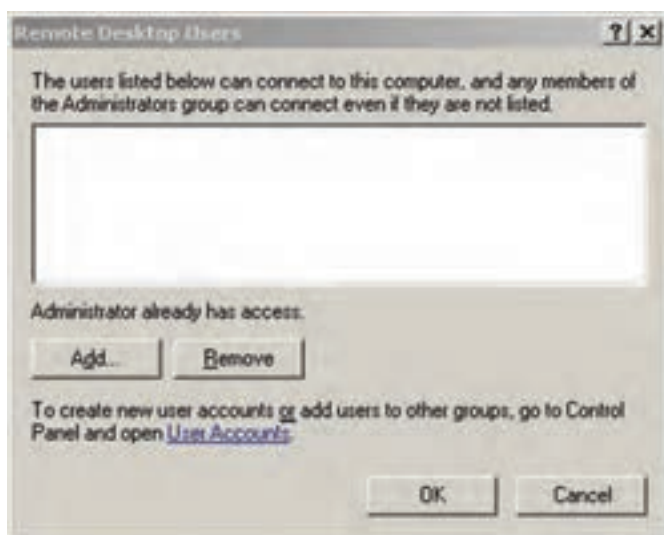 Remote Desktop Users
The users listed below can connect to this computer, and any members of
the Administrators group can connect even if they are not listed.
Administrator already has access.
Add...
Remove
To create new user accounts or add users to other groups, go to Control
Panel and open User Accounts.
OK
Cancel